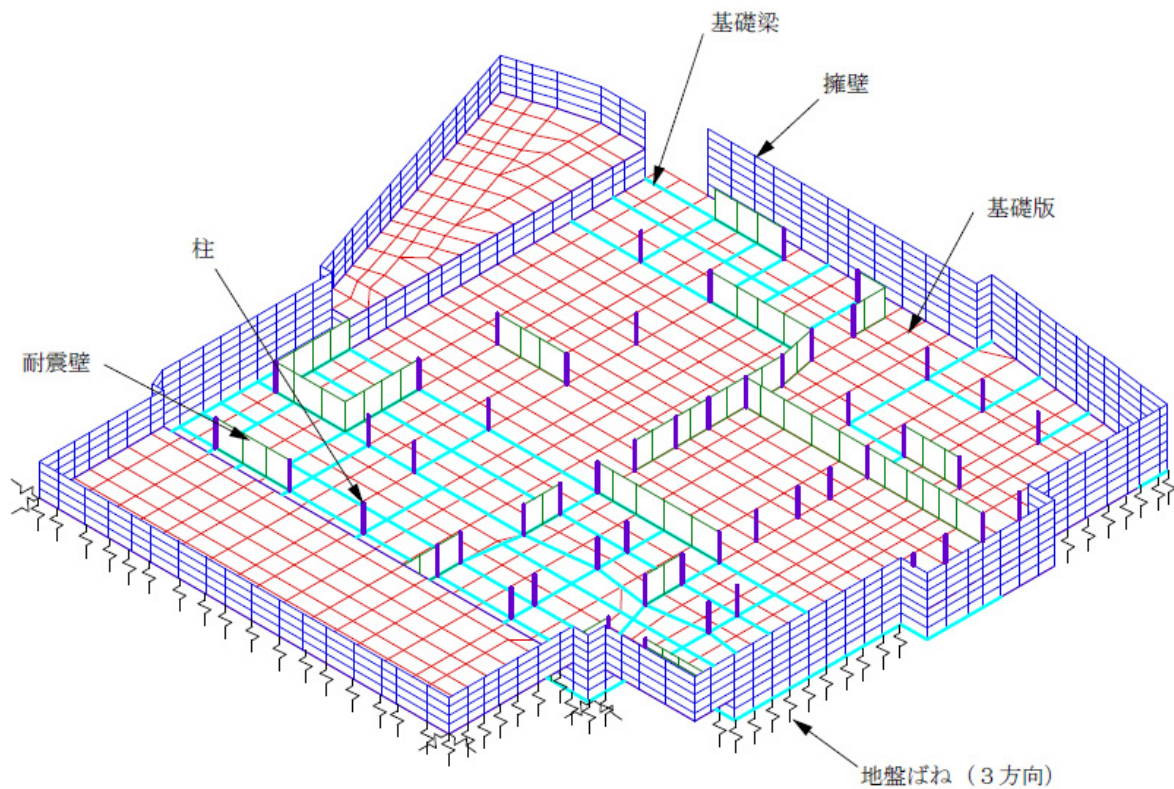 基礎梁
擁壁
基礎版
柱
耐震壁
地盤ばね（３方向）